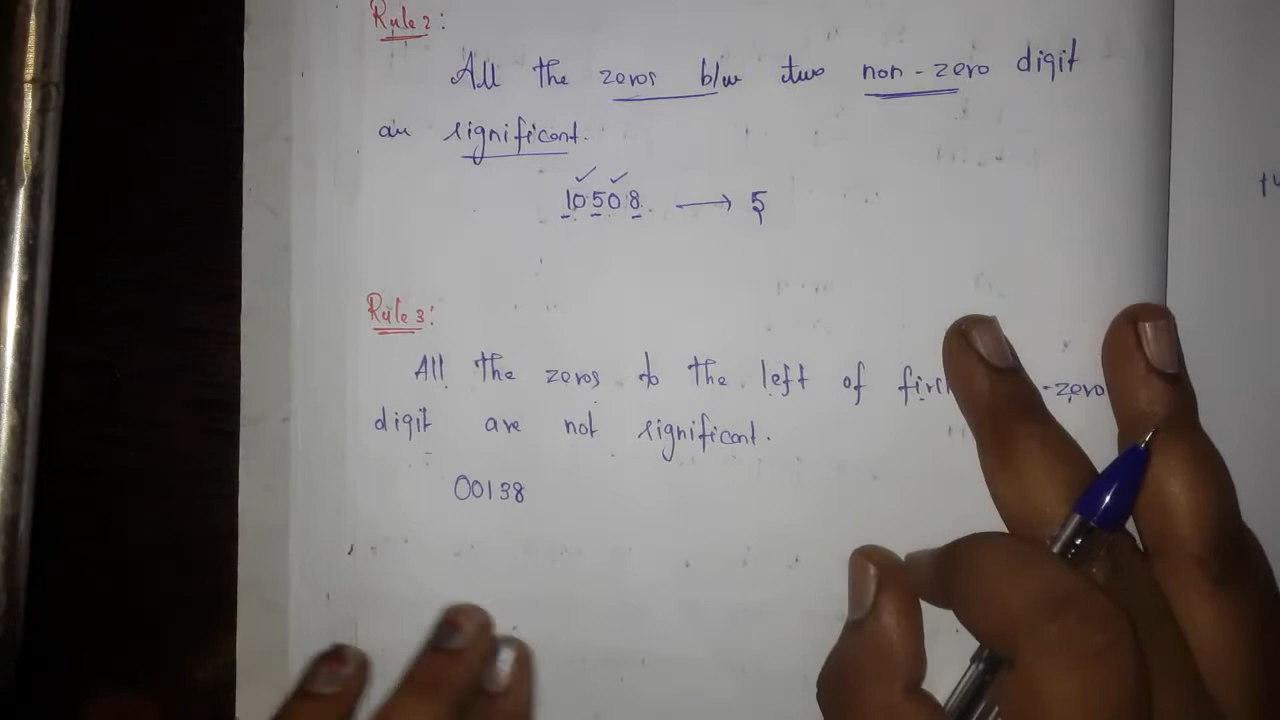 Rule 2:
All the zeros b/w two non-zero digit
are significant.
10508 → 5
Rule 3:
All the zeros to the left of -zero
digit are not significant.
00138